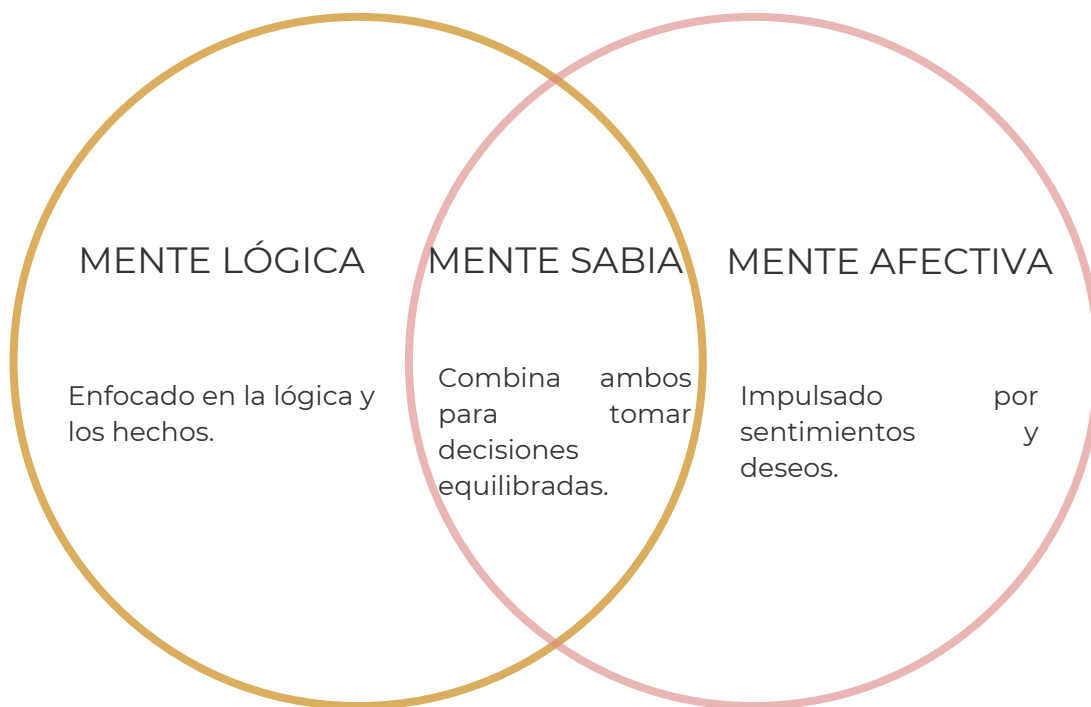 MENTE LÓGICA
Enfocado en la lógica y
los hechos.
MENTE SABIA
Combina ambos
para tomar
decisiones
equilibradas.
MENTE AFECTIVA
Impulsado por
sentimientos y
deseos.